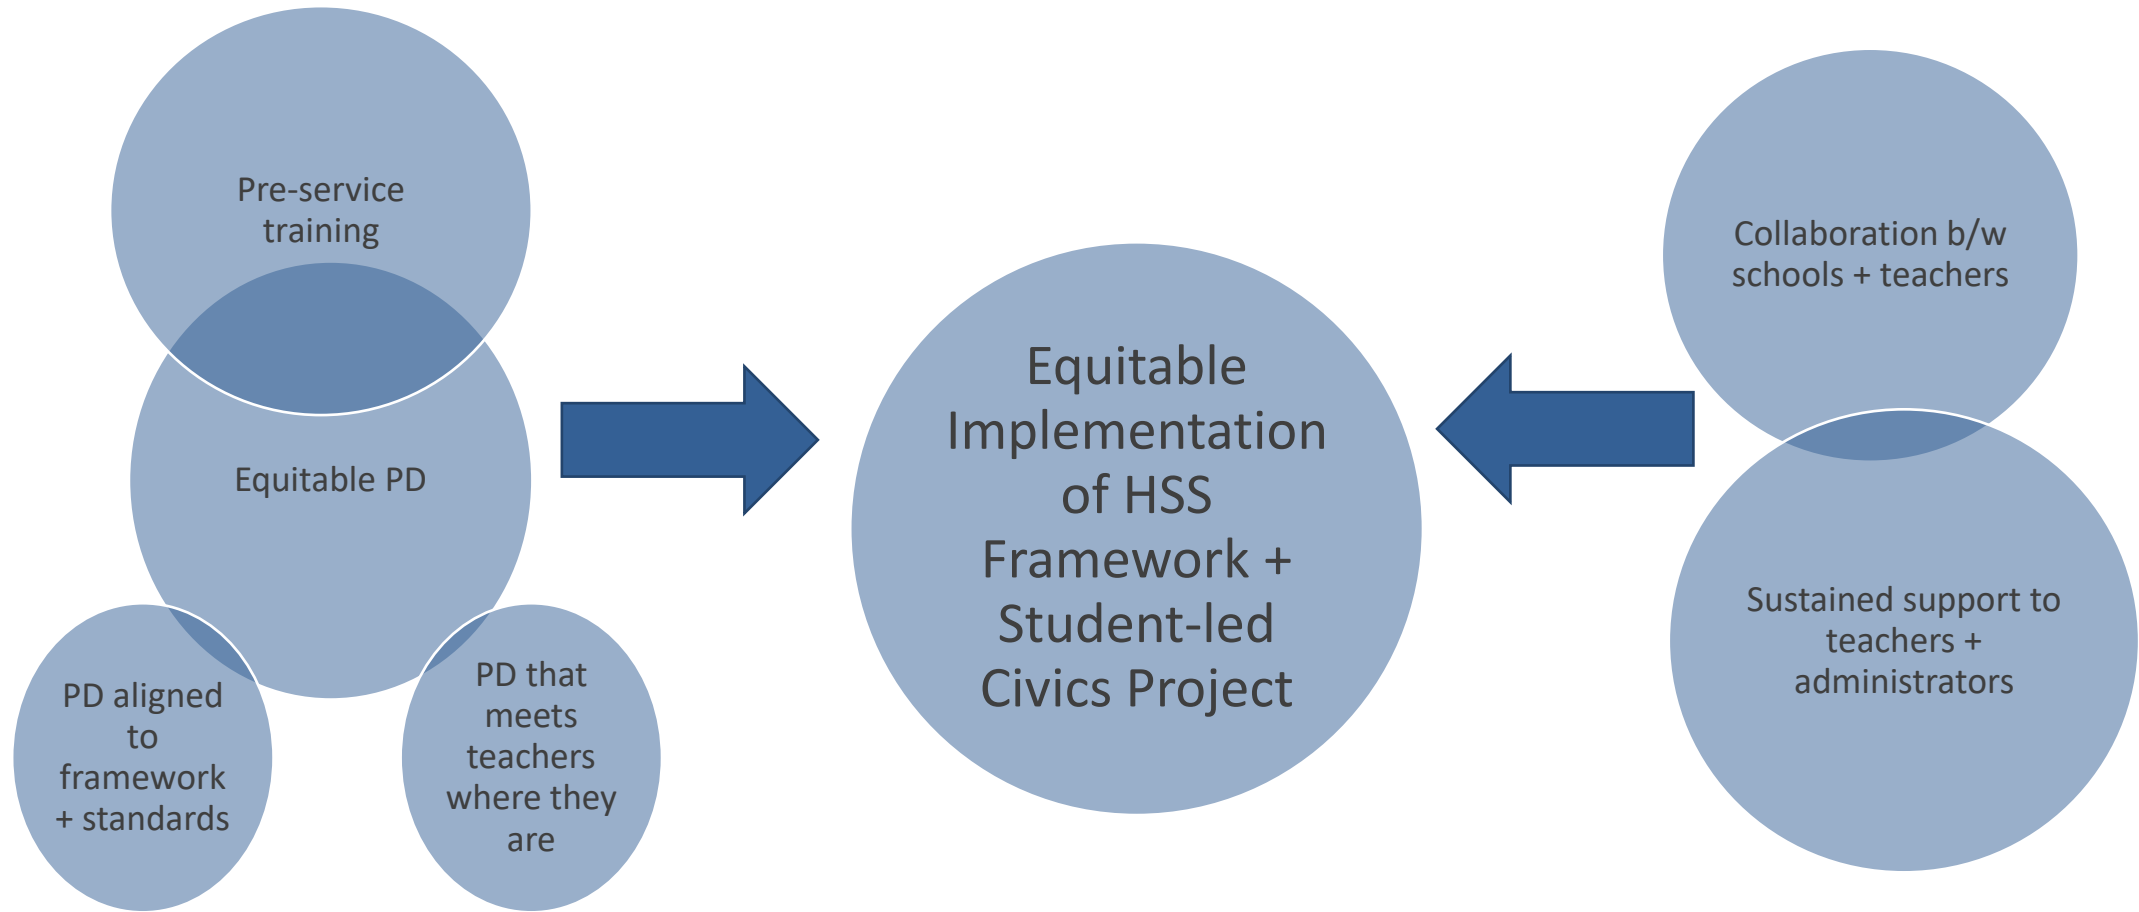 Pre-service
training
Equitable PD
PD aligned
to
framework
+ standards
PD that
meets
teachers
where they
are
Equitable
Implementation
of HSS
Framework +
Student-led
Civics Project
Collaboration b/w
schools + teachers
Sustained support to
teachers +
administrators